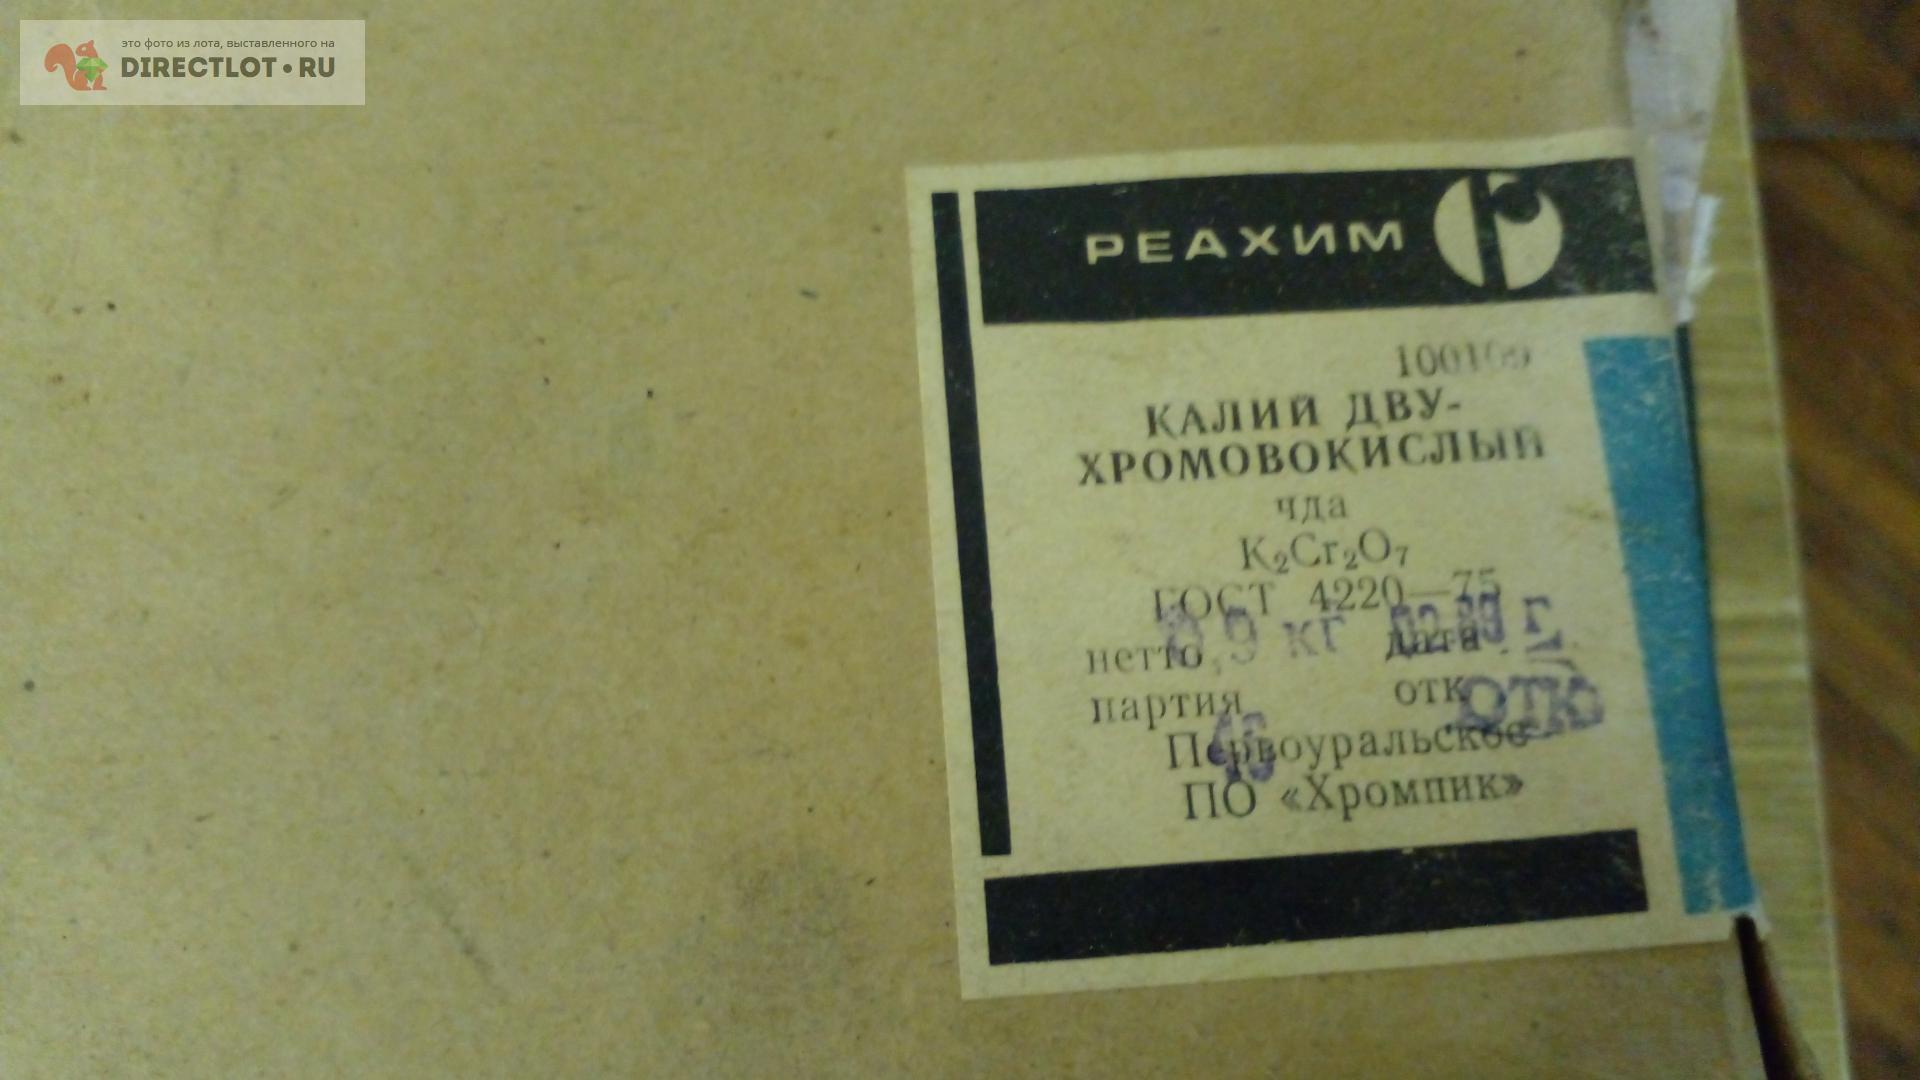 это фото из лота, выставленного на
DIRECTLOT•RU
РЕАХИМ
КАЛИЙ ДВУ-
ХРОМОВОКИСЛЫЙ
чда
K₂Cr₂O₇
ГОСТ 4220—75
нетто ,9 кг дата г.
партия отк ОТК
Первоуральское
ПО «Хромпик»